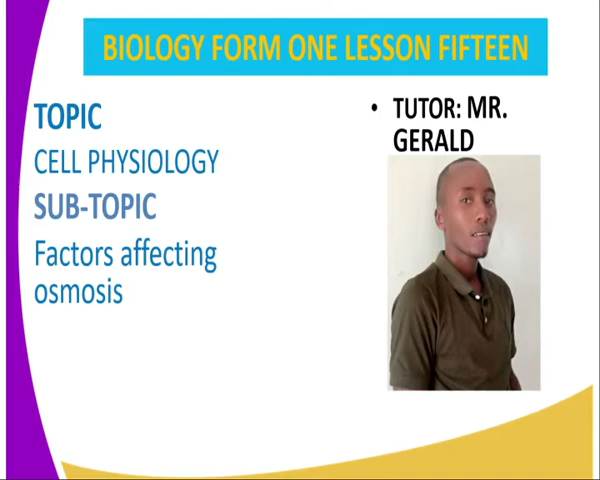 BIOLOGY FORM ONE LESSON FIFTEEN
TOPIC
CELL PHYSIOLOGY
SUB-TOPIC
Factors affecting
osmosis
• TUTOR: MR.
GERALD